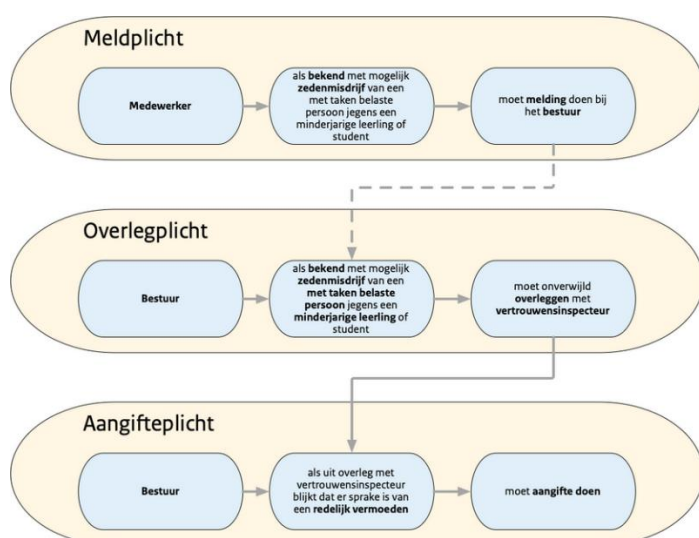 Meldplicht
Medewerker
als bekend met mogelijk
zedenmisdrijf van een
met taken belaste
persoon jegens een
minderjarige leerling of
student
moet melding doen bij
het bestuur
Overlegplicht
Bestuur
als bekend met mogelijk
zedenmisdrijf van een
met taken belaste
persoon jegens een
minderjarige leerling of
student
moet onverwijld
overleggen met
vertrouwensinspecteur
Aangifteplicht
Bestuur
als uit overleg met
vertrouwensinspecteur
blijkt dat er sprake is van
een redelijk vermoeden
moet aangifte doen